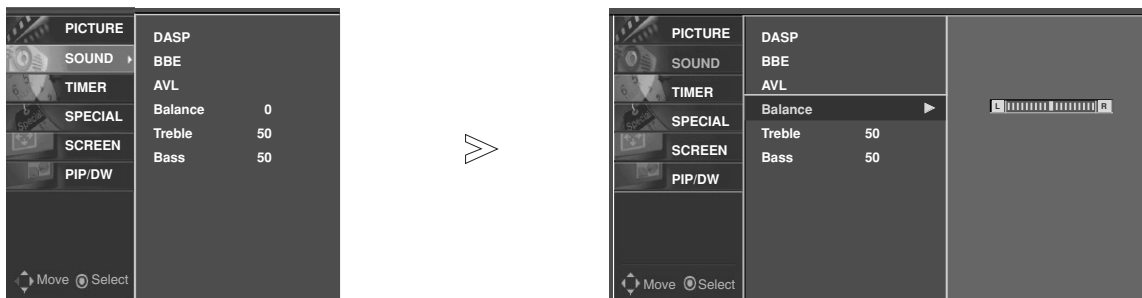 PICTURE
SOUND
TIMER
SPECIAL
SCREEN
PIP/DW
Move Select
DASP
BBE
AVL
Balance 0
Treble 50
Bass 50
PICTURE
SOUND
TIMER
SPECIAL
SCREEN
PIP/DW
Move Select
DASP
BBE
AVL
Balance
Treble 50
Bass 50
L R